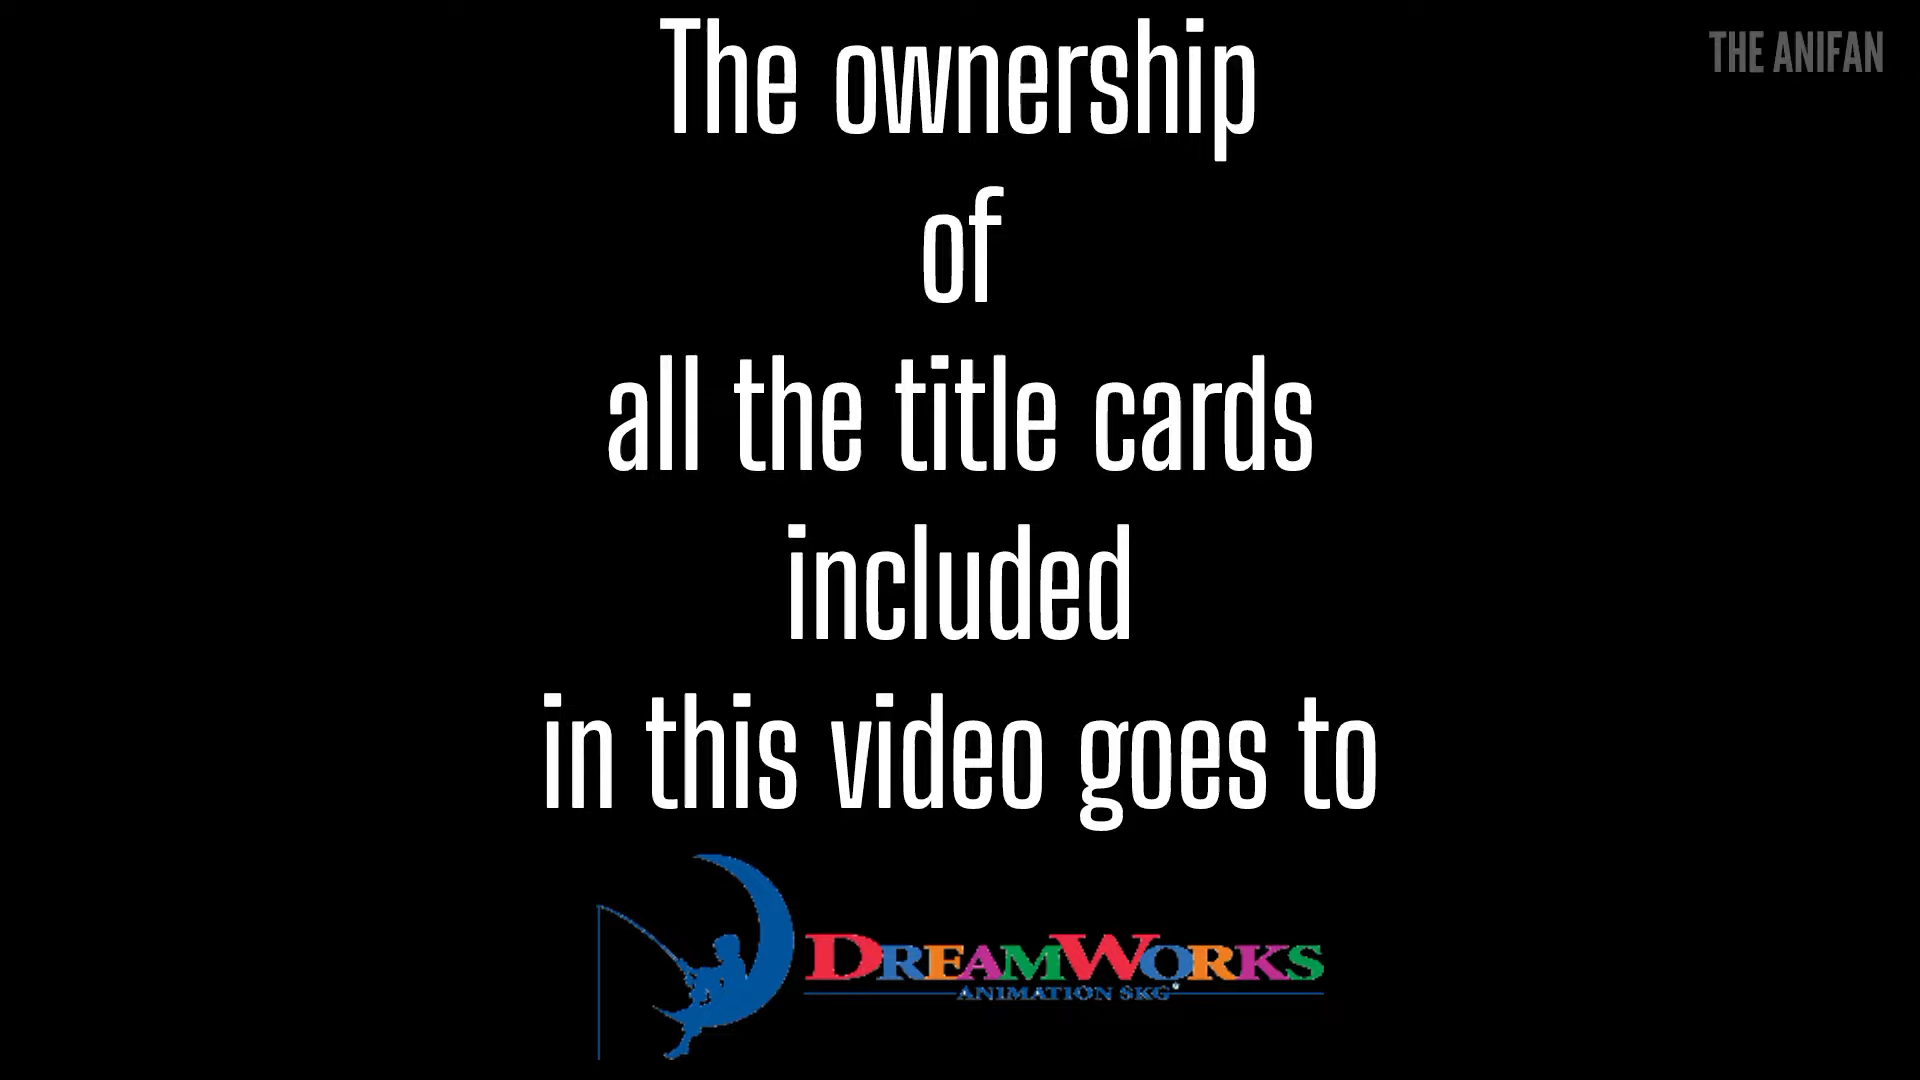 THE ANIFAN
The ownership
of
all the title cards
included
in this video goes to
DREAMWORKS
ANIMATION SKG